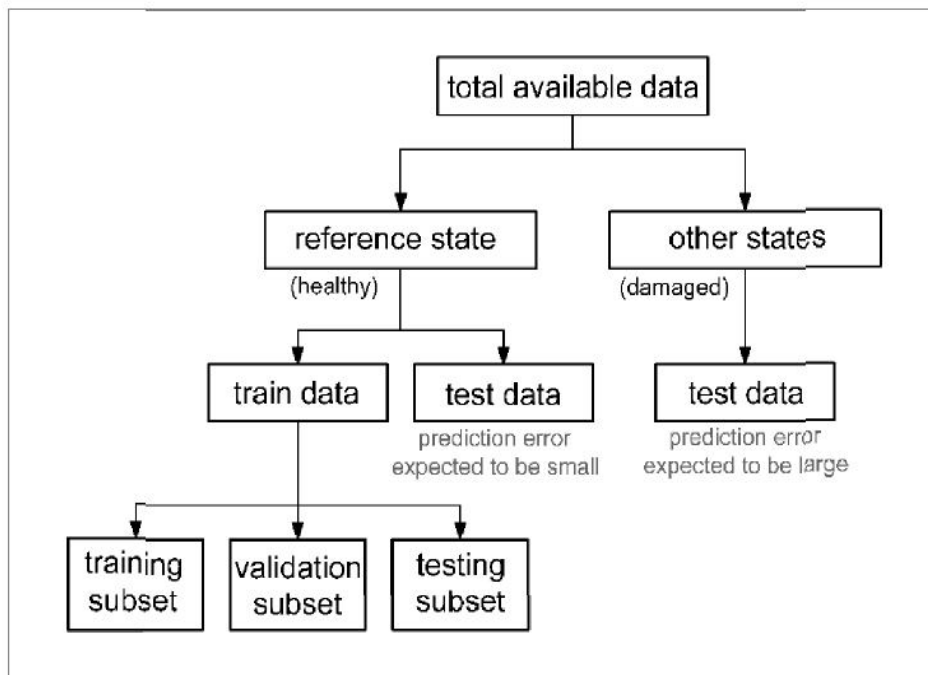 total available data
reference state
other states
(healthy)
(damaged)
train data
test data
test data
prediction error
expected to be small
prediction error
expected to be large
training
subset
validation
subset
testing
subset